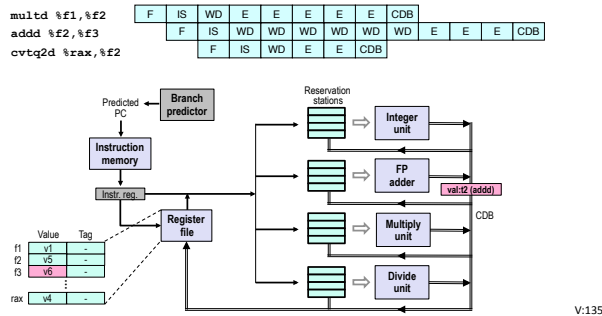 multd %f1,%f2 F IS WD E E E E E CDB
addd %f2,%f3 F IS WD WD WD WD WD WD E E E CDB
cvtq2d %rax,%f2 F IS WD E E CDB
Reservation
stations
Predicted
PC
Branch
predictor
Integer
unit
Instruction
memory
FP
adder
val:t2 (addd)
Instr. reg.
CDB
Register
file
Multiply
unit
Value Tag
f1 v1 -
f2 v5 -
f3 v6 -
Divide
unit
rax v4 -
V:135